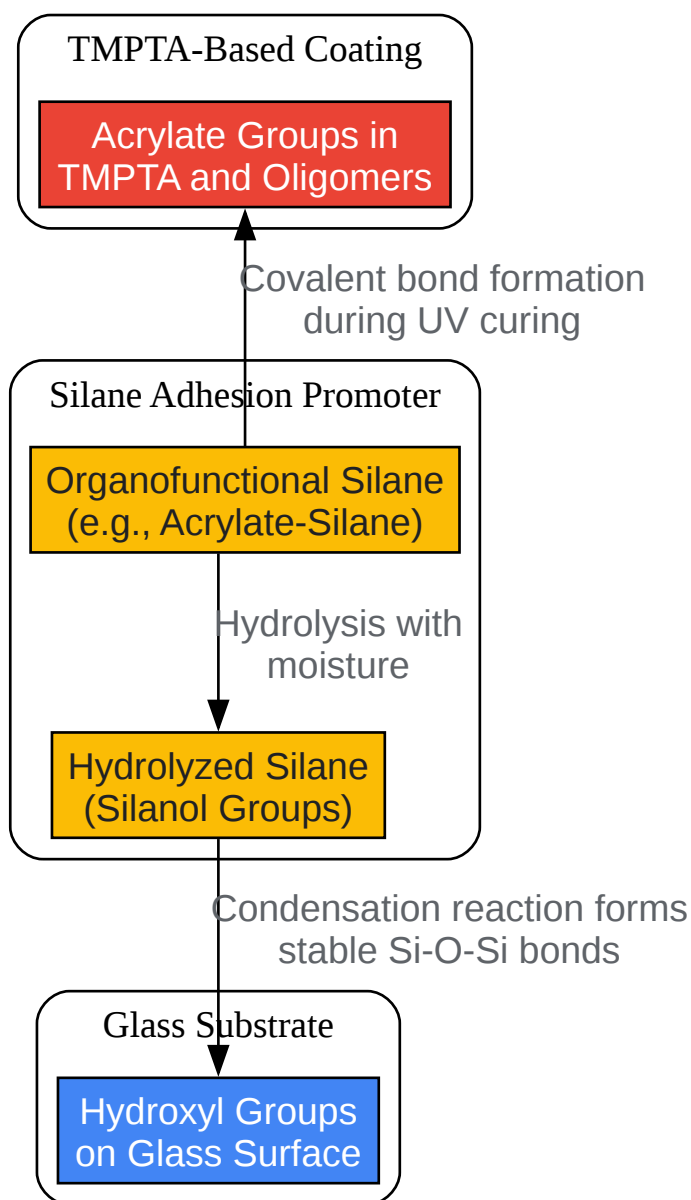 TMPTA-Based Coating
Acrylate Groups in
TMPTA and Oligomers
Covalent bond formation
during UV curing
Silane Adhesion Promoter
Organofunctional Silane
(e.g., Acrylate-Silane)
Hydrolysis with
moisture
Hydrolyzed Silane
(Silanol Groups)
Condensation reaction forms
stable Si-O-Si bonds
Glass Substrate
Hydroxyl Groups
on Glass Surface